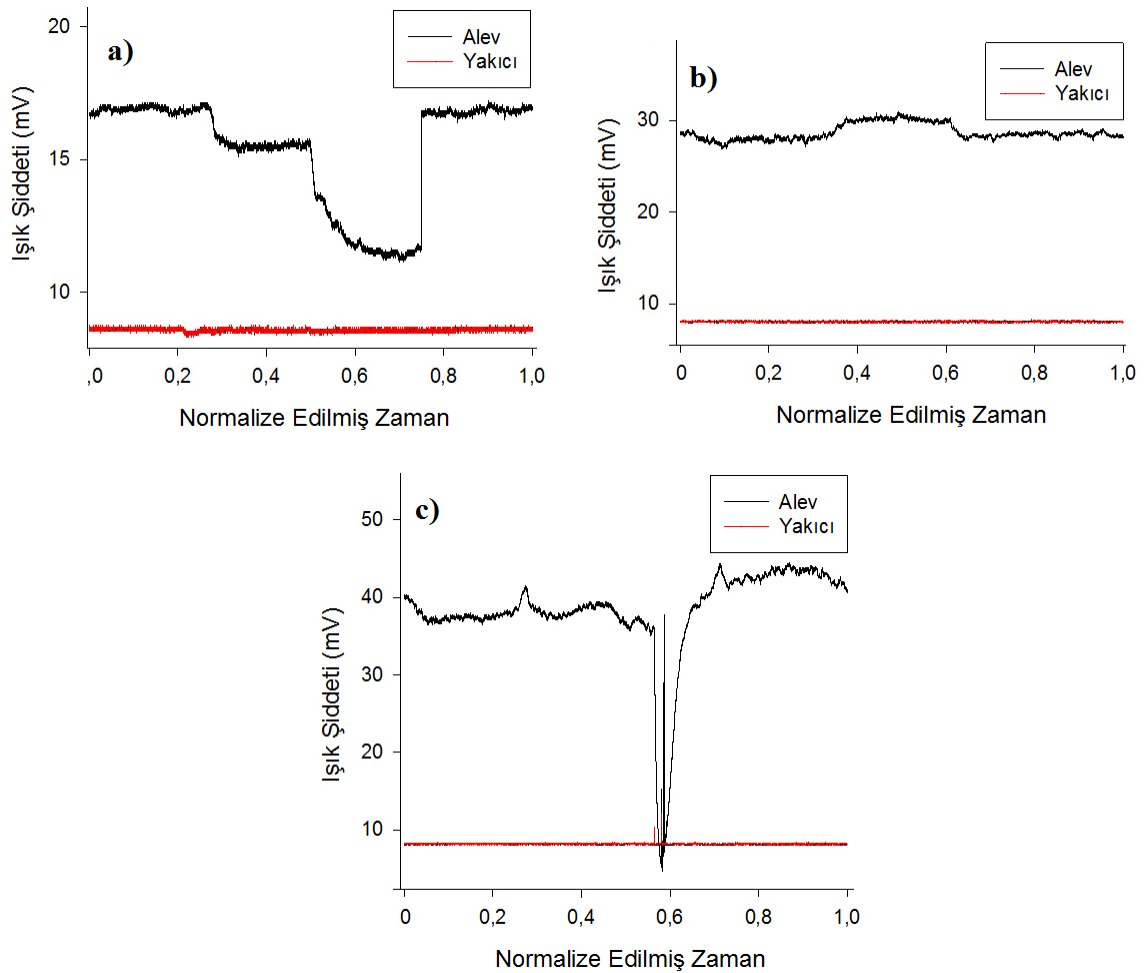 a)
Alev
Yakıcı
20
15
10
Işık Şiddeti (mV)
,0 0,2 0,4 0,6 0,8 1,0
Normalize Edilmiş Zaman
b)
Alev
Yakıcı
30
20
10
Işık Şiddeti (mV)
0 0,2 0,4 0,6 0,8 1,0
Normalize Edilmiş Zaman
c)
Alev
Yakıcı
50
40
30
20
10
Işık Şiddeti (mV)
0 0,2 0,4 0,6 0,8 1,0
Normalize Edilmiş Zaman